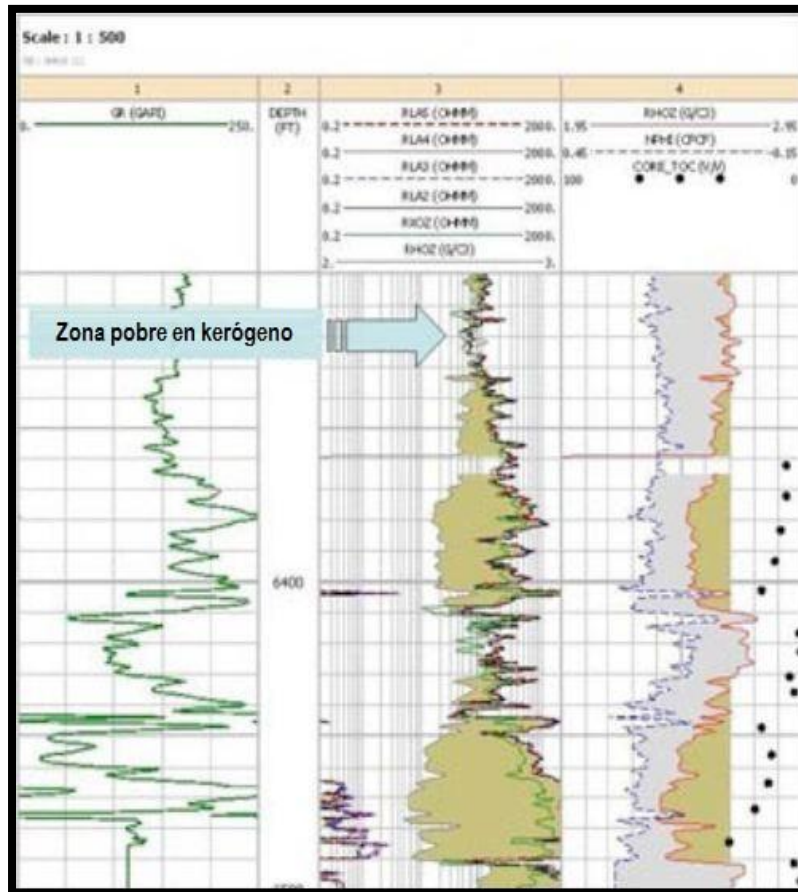 Scale : 1 : 500
1 2 3 4
GR (GAPI)
0. 250.
DEPTH
(FT)
RLA5 (OHMM)
0.2 2000.
RLA4 (OHMM)
0.2 2000.
RLA3 (OHMM)
0.2 2000.
RLA2 (OHMM)
0.2 2000.
RXOZ (OHMM)
0.2 2000.
RHOZ (G/C3)
2. 3.
RHOZ (G/C3)
1.95 2.95
NPHI (CFCF)
0.45 -0.15
CORE_TOC (V/V)
100 0
Zona pobre en kerógeno
6400